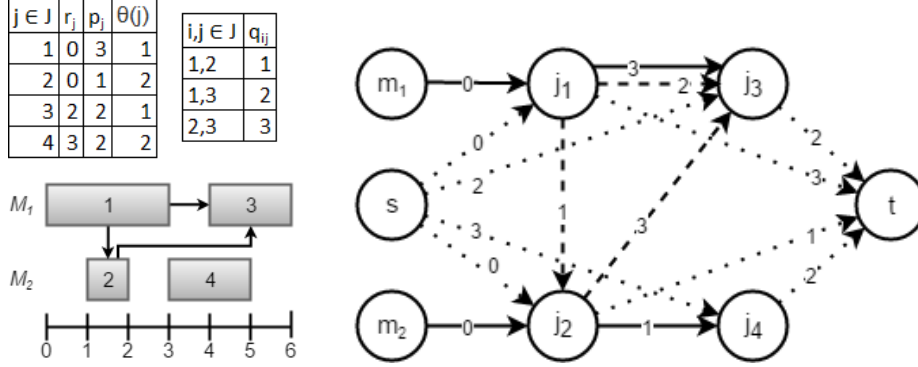 j ∈ J r_j p_j θ(j)
1 0 3 1
2 0 1 2
3 2 2 1
4 3 2 2
i,j ∈ J q_ij
1,2 1
1,3 2
2,3 3
M_1
1
3
M_2
2
4
0 1 2 3 4 5 6
m_1
0
j_1
3
2
j_3
0
2
2
3
s
1
t
3
3
0
1
2
m_2
0
j_2
1
j_4